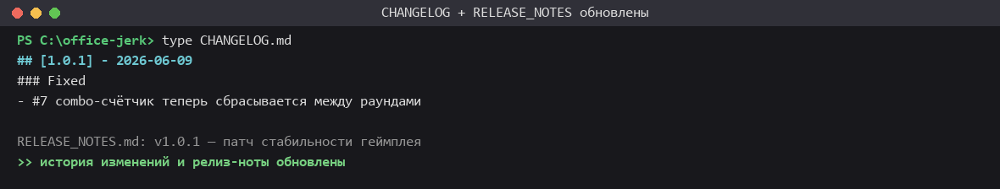 CHANGELOG + RELEASE_NOTES обновлены
PS C:\office-jerk> type CHANGELOG.md
## [1.0.1] - 2026-06-09
### Fixed
- #7 combo-счётчик теперь сбрасывается между раундами
RELEASE_NOTES.md: v1.0.1 — патч стабильности геймплея
>> история изменений и релиз-ноты обновлены